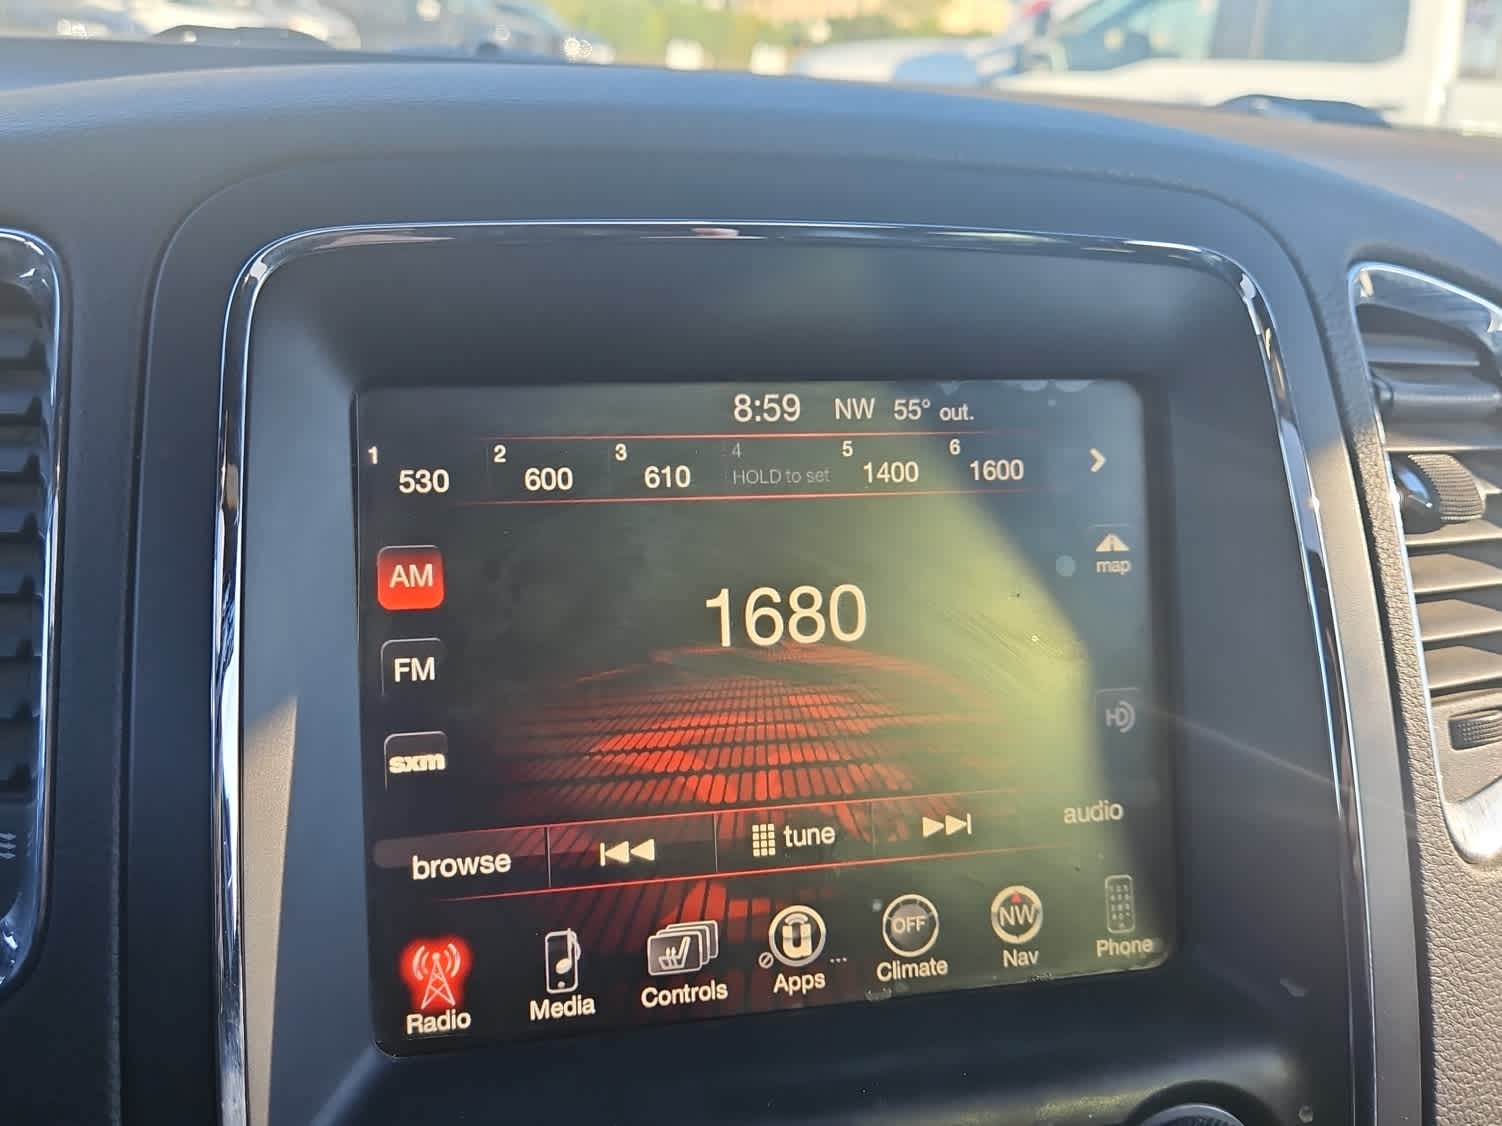 8:59 NW 55° out.
1 530 2 600 3 610 4 HOLD to set 5 1400 6 1600
map
AM
1680
FM
HD
sxm
audio
browse tune
OFF NW
Radio Media Controls Apps ... Climate Nav Phone